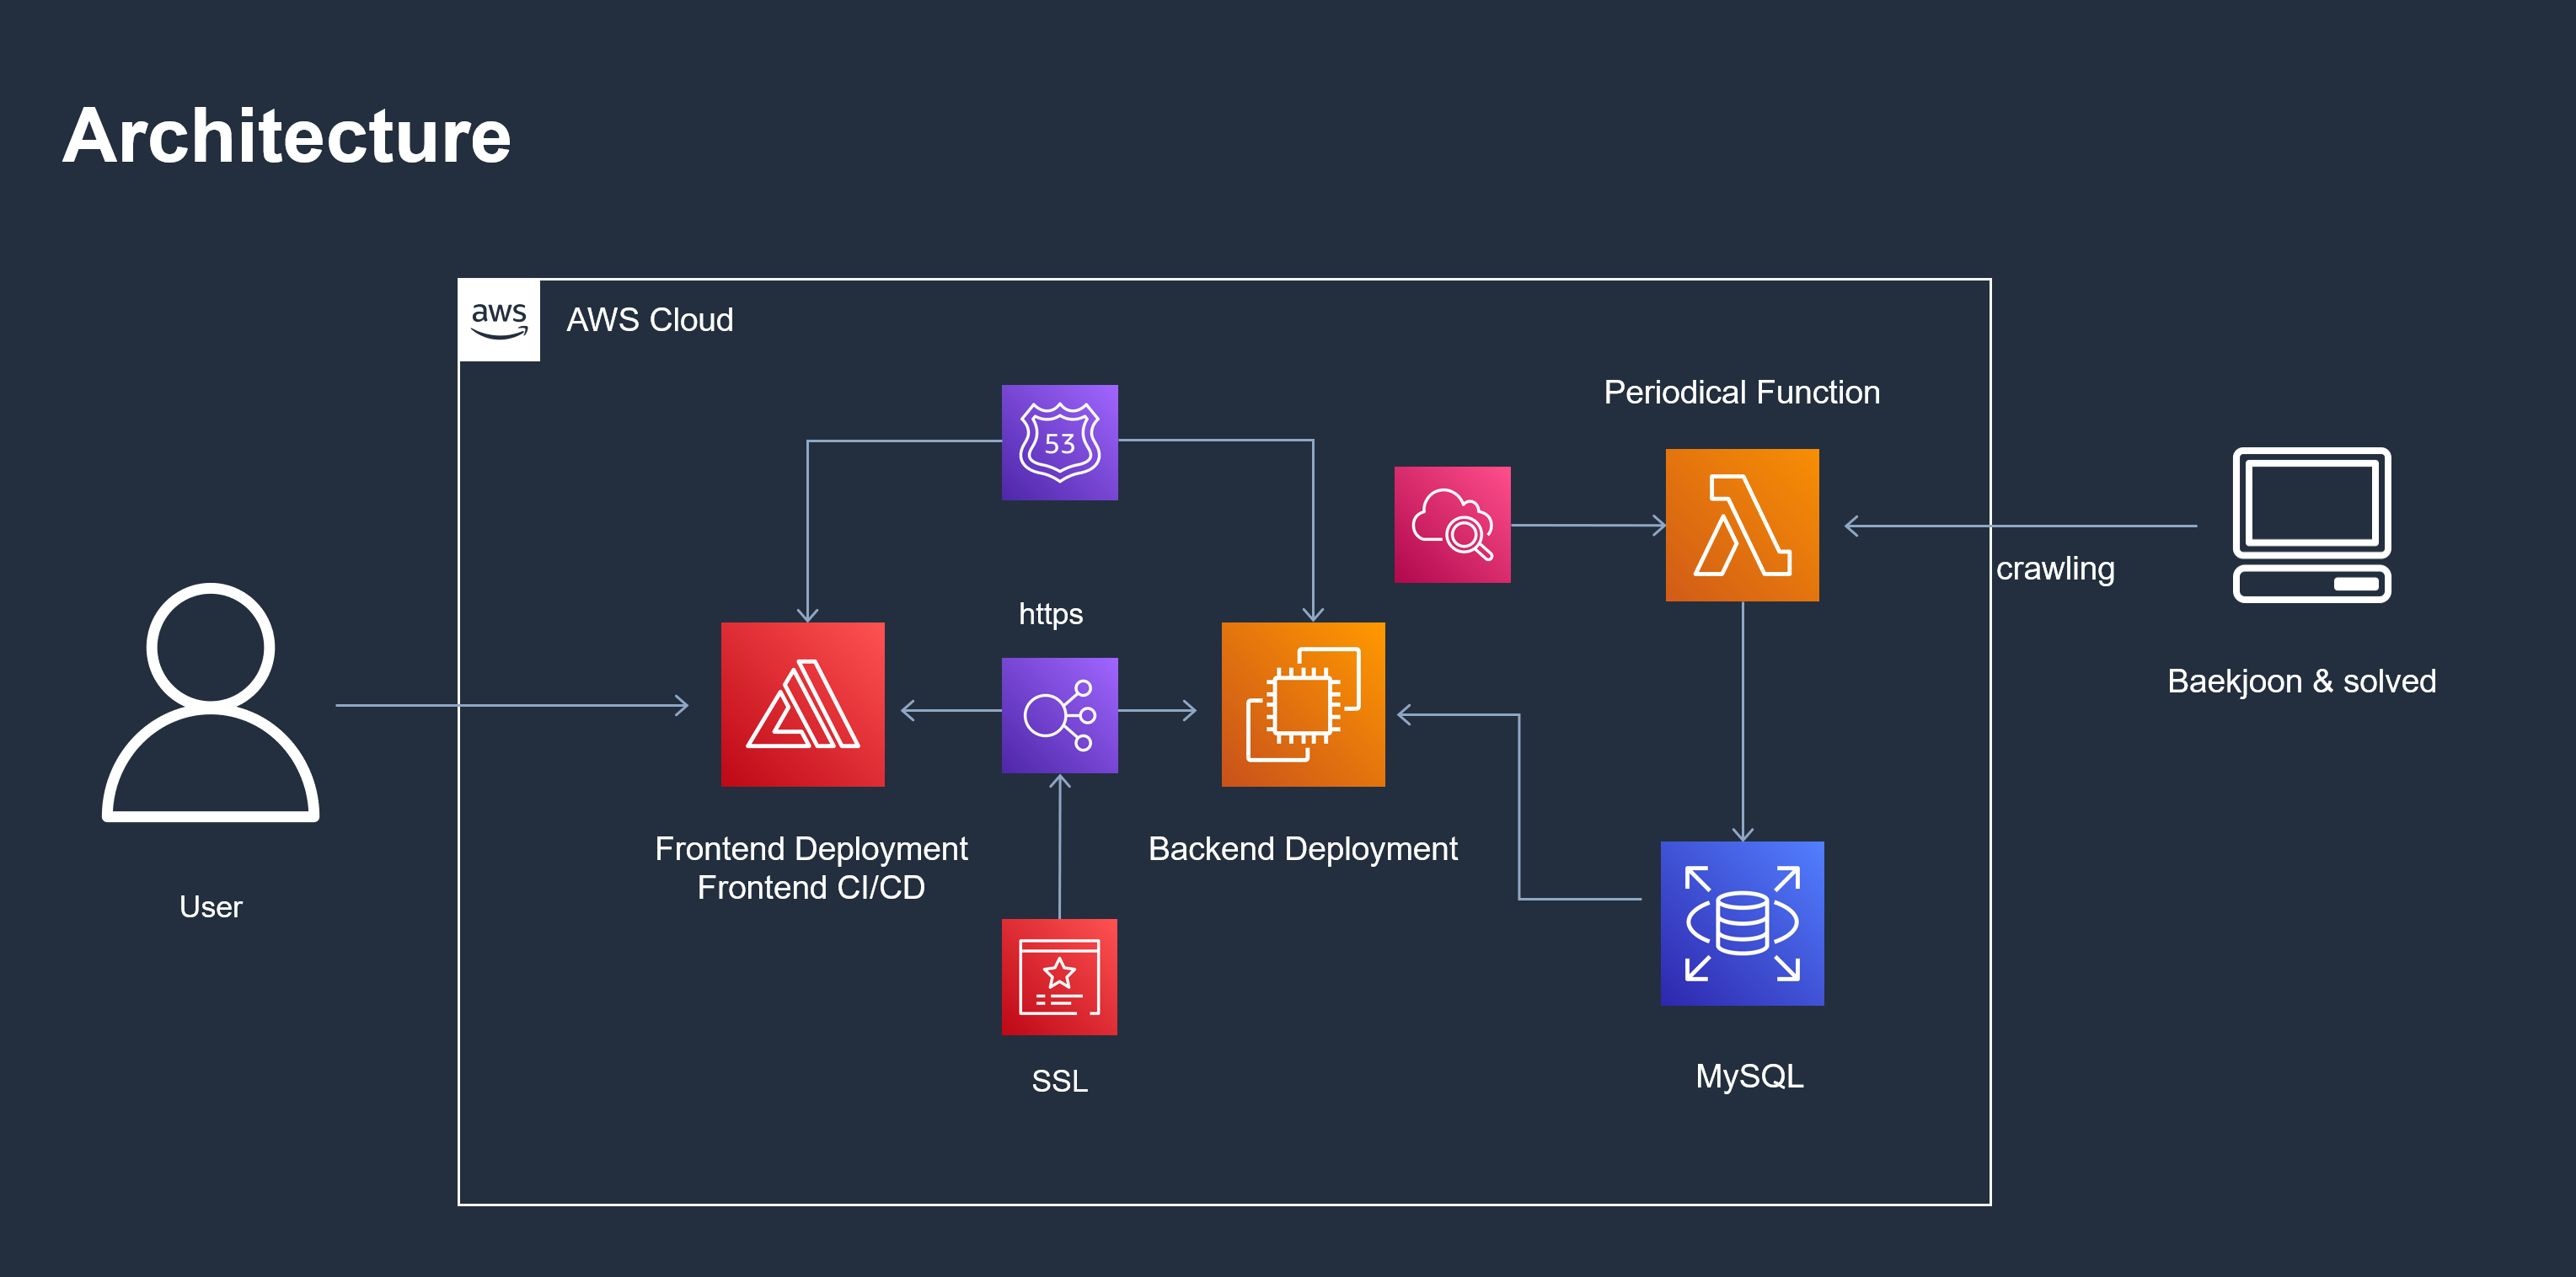 Architecture
aws
AWS Cloud
Periodical Function
53
crawling
https
Baekjoon & solved
Frontend Deployment
Frontend CI/CD
Backend Deployment
User
SSL
MySQL